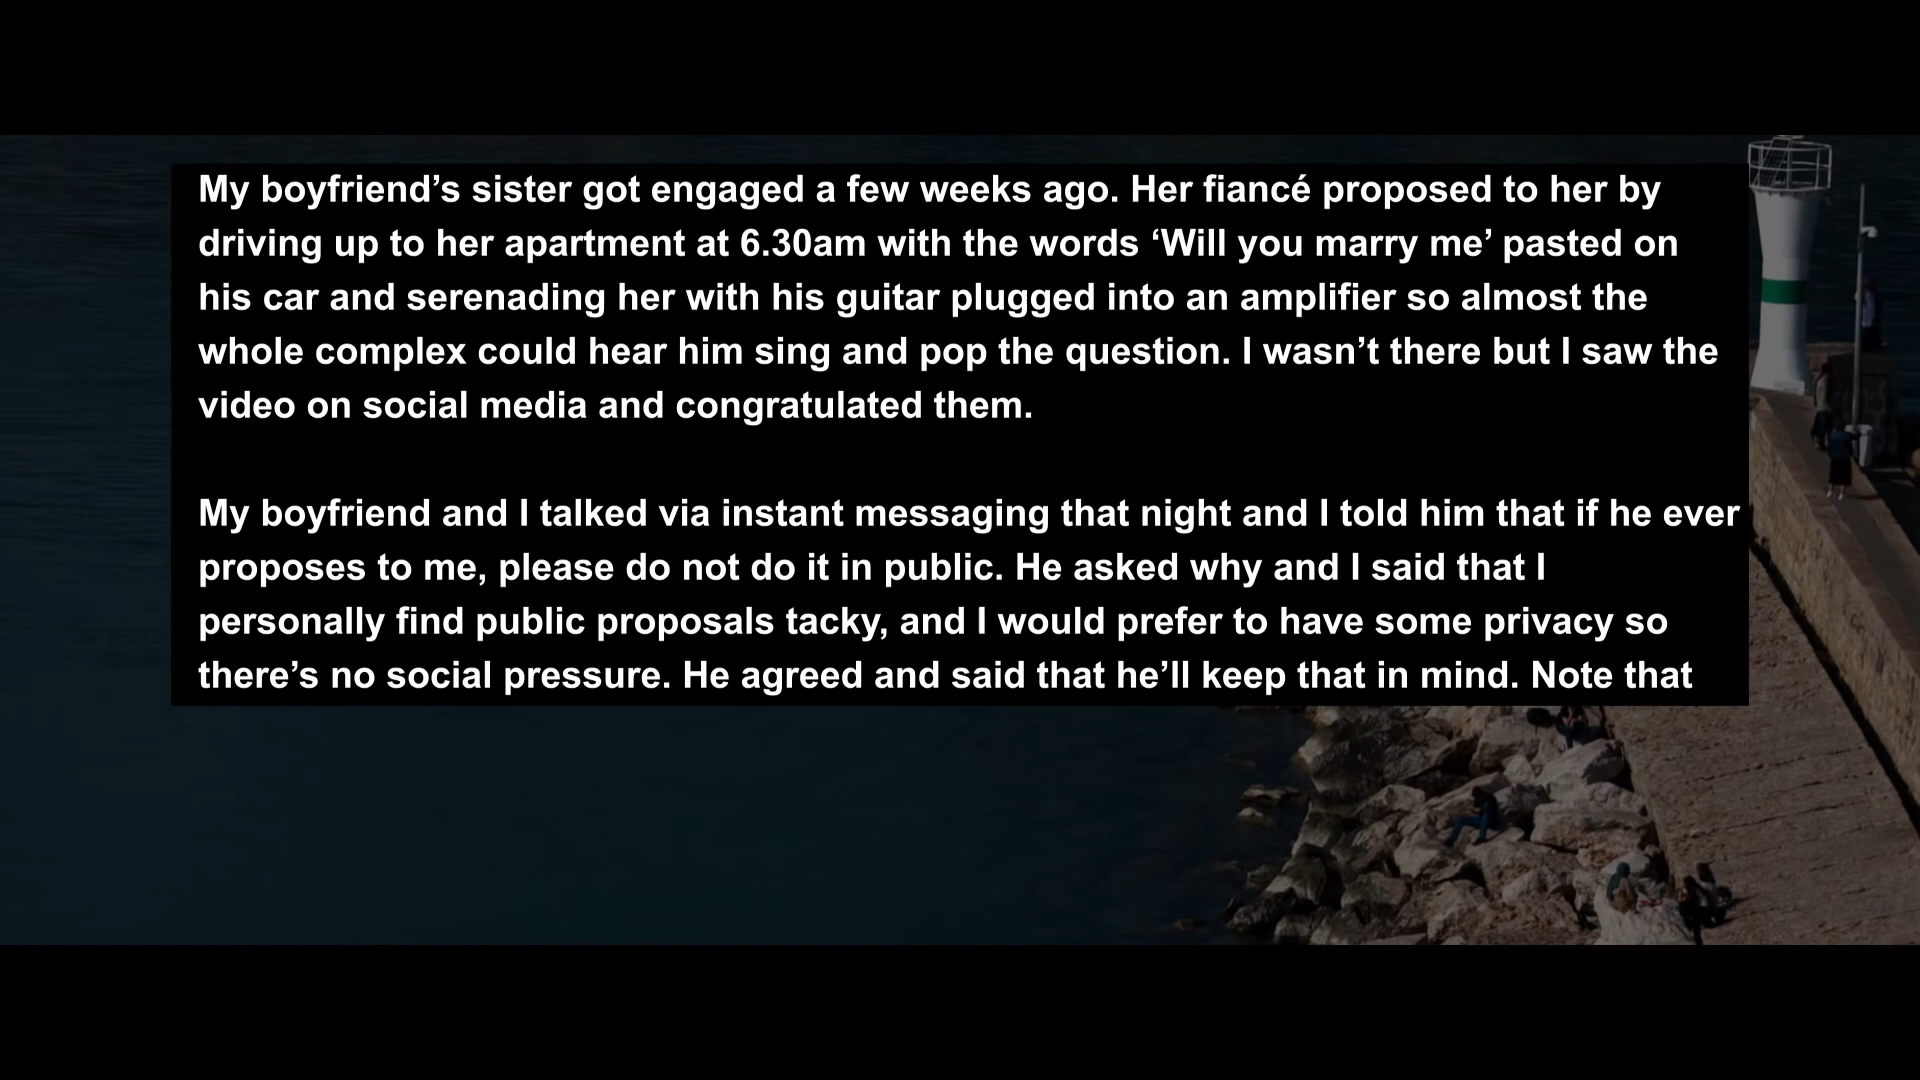 My boyfriend’s sister got engaged a few weeks ago. Her fiancé proposed to her by
driving up to her apartment at 6.30am with the words ‘Will you marry me’ pasted on
his car and serenading her with his guitar plugged into an amplifier so almost the
whole complex could hear him sing and pop the question. I wasn’t there but I saw the
video on social media and congratulated them.
My boyfriend and I talked via instant messaging that night and I told him that if he ever
proposes to me, please do not do it in public. He asked why and I said that I
personally find public proposals tacky, and I would prefer to have some privacy so
there’s no social pressure. He agreed and said that he’ll keep that in mind. Note that